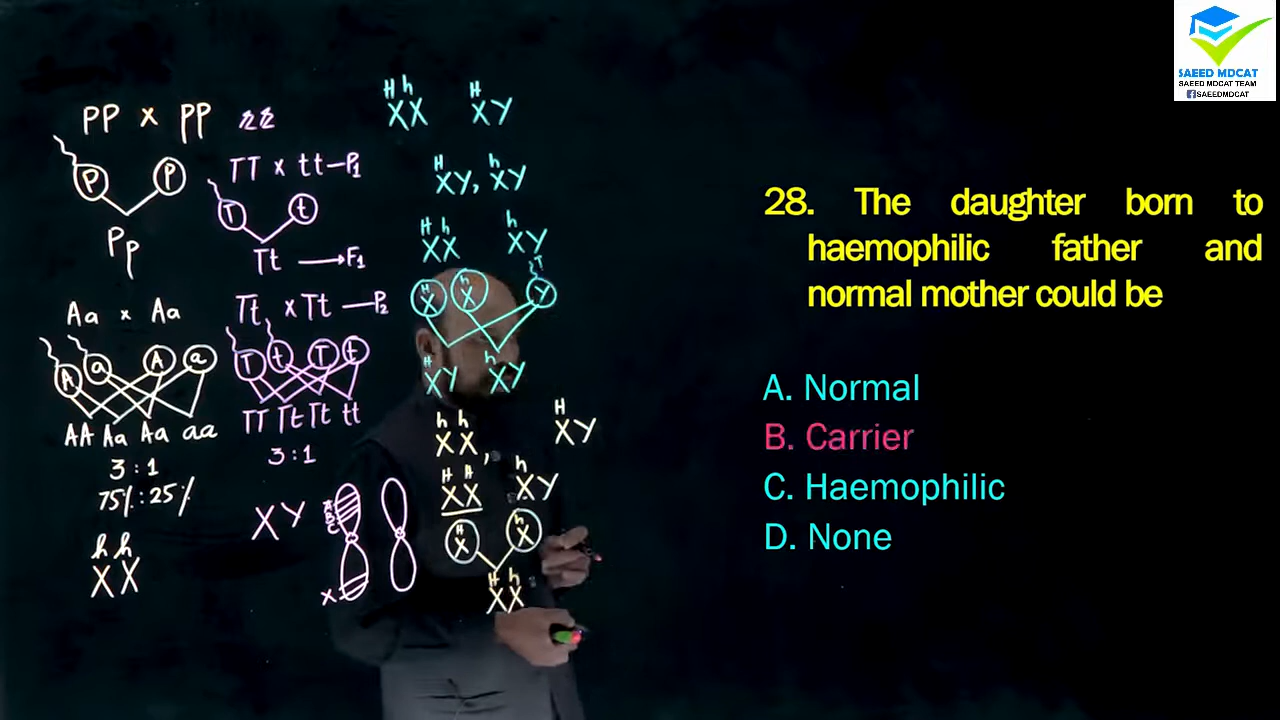 SAEED MDCAT
SAEED MDCAT TEAM
SAEEDMDCAT
PP x pp
TT x tt—P₁
P P
T t
Pp
Tt → F₁
Aa x Aa
Tt x Tt —P₂
A a A a
T t T t
AA Aa Aa aa
TT Tt Tt tt
3:1
3:1
75%:25%
XY
A
B
C
X
h h
XX
H h H
XX XY
H h
XY, XY
H h h
XX XY
H h
X X Y
H h
XY XY
h h H
XX, XY
H H h
XX XY
H h
X X
H h
XX
28. The daughter born to
haemophilic father and
normal mother could be
A. Normal
B. Carrier
C. Haemophilic
D. None